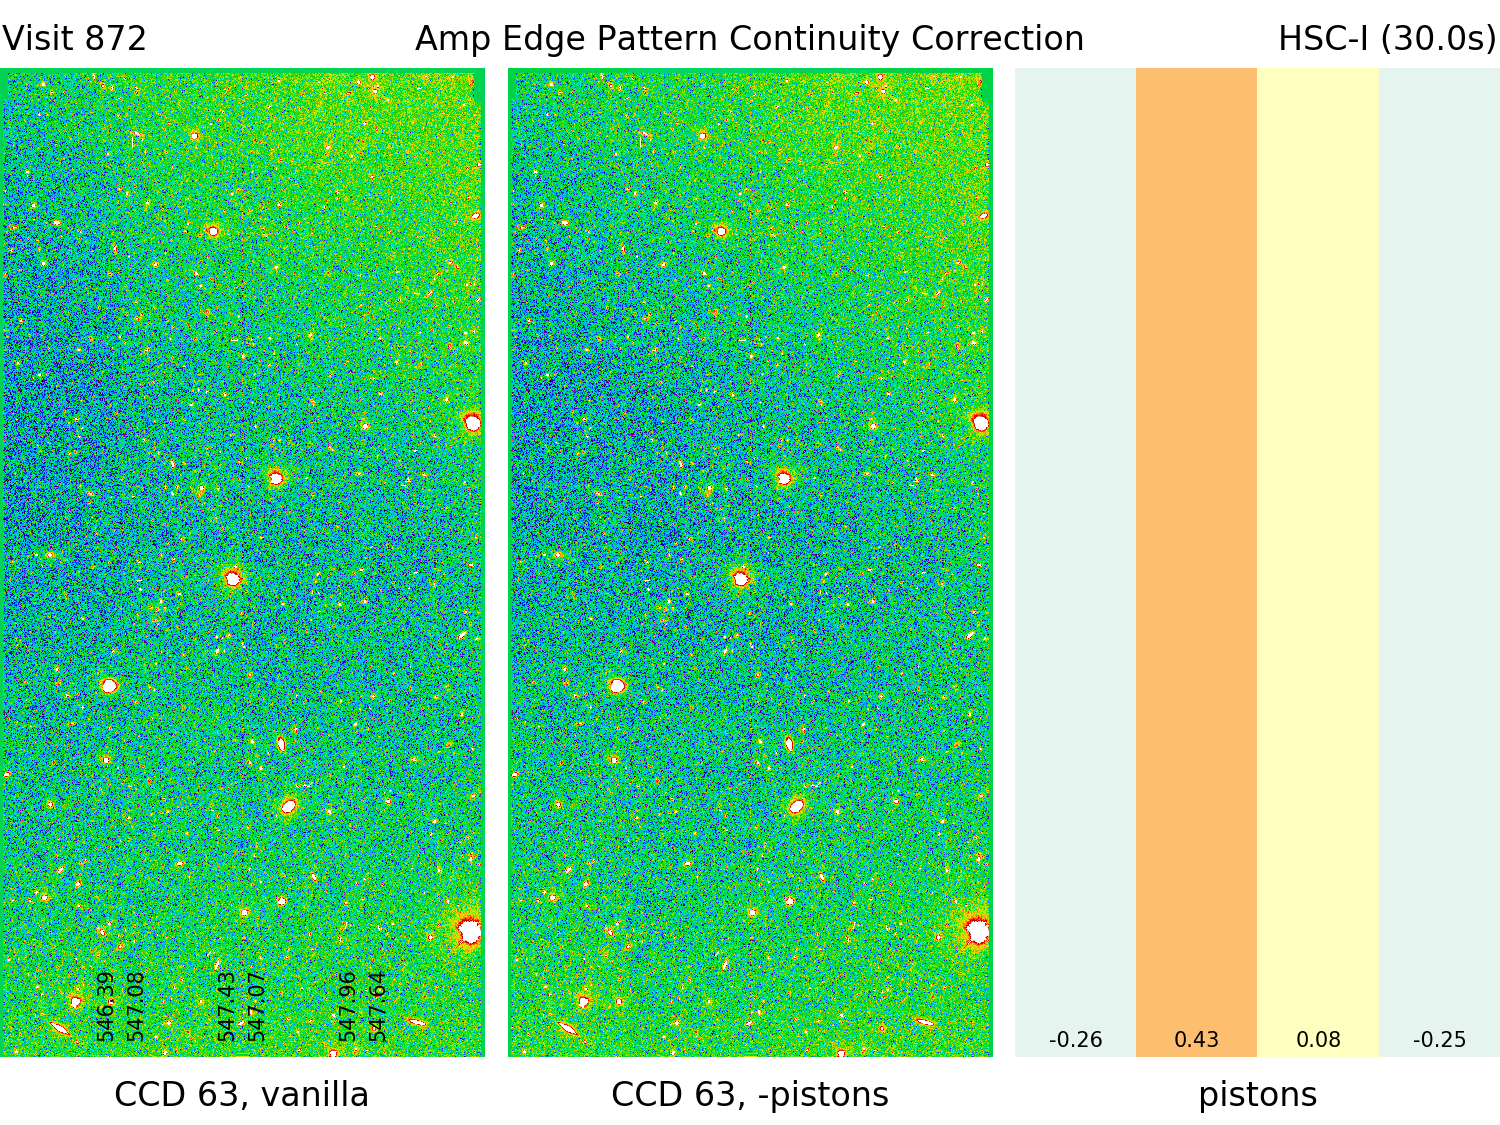 Visit 872
Amp Edge Pattern Continuity Correction
HSC-I (30.0s)
546.39
547.08
547.43
547.07
547.96
547.64
-0.26
0.43
0.08
-0.25
CCD 63, vanilla
CCD 63, -pistons
pistons